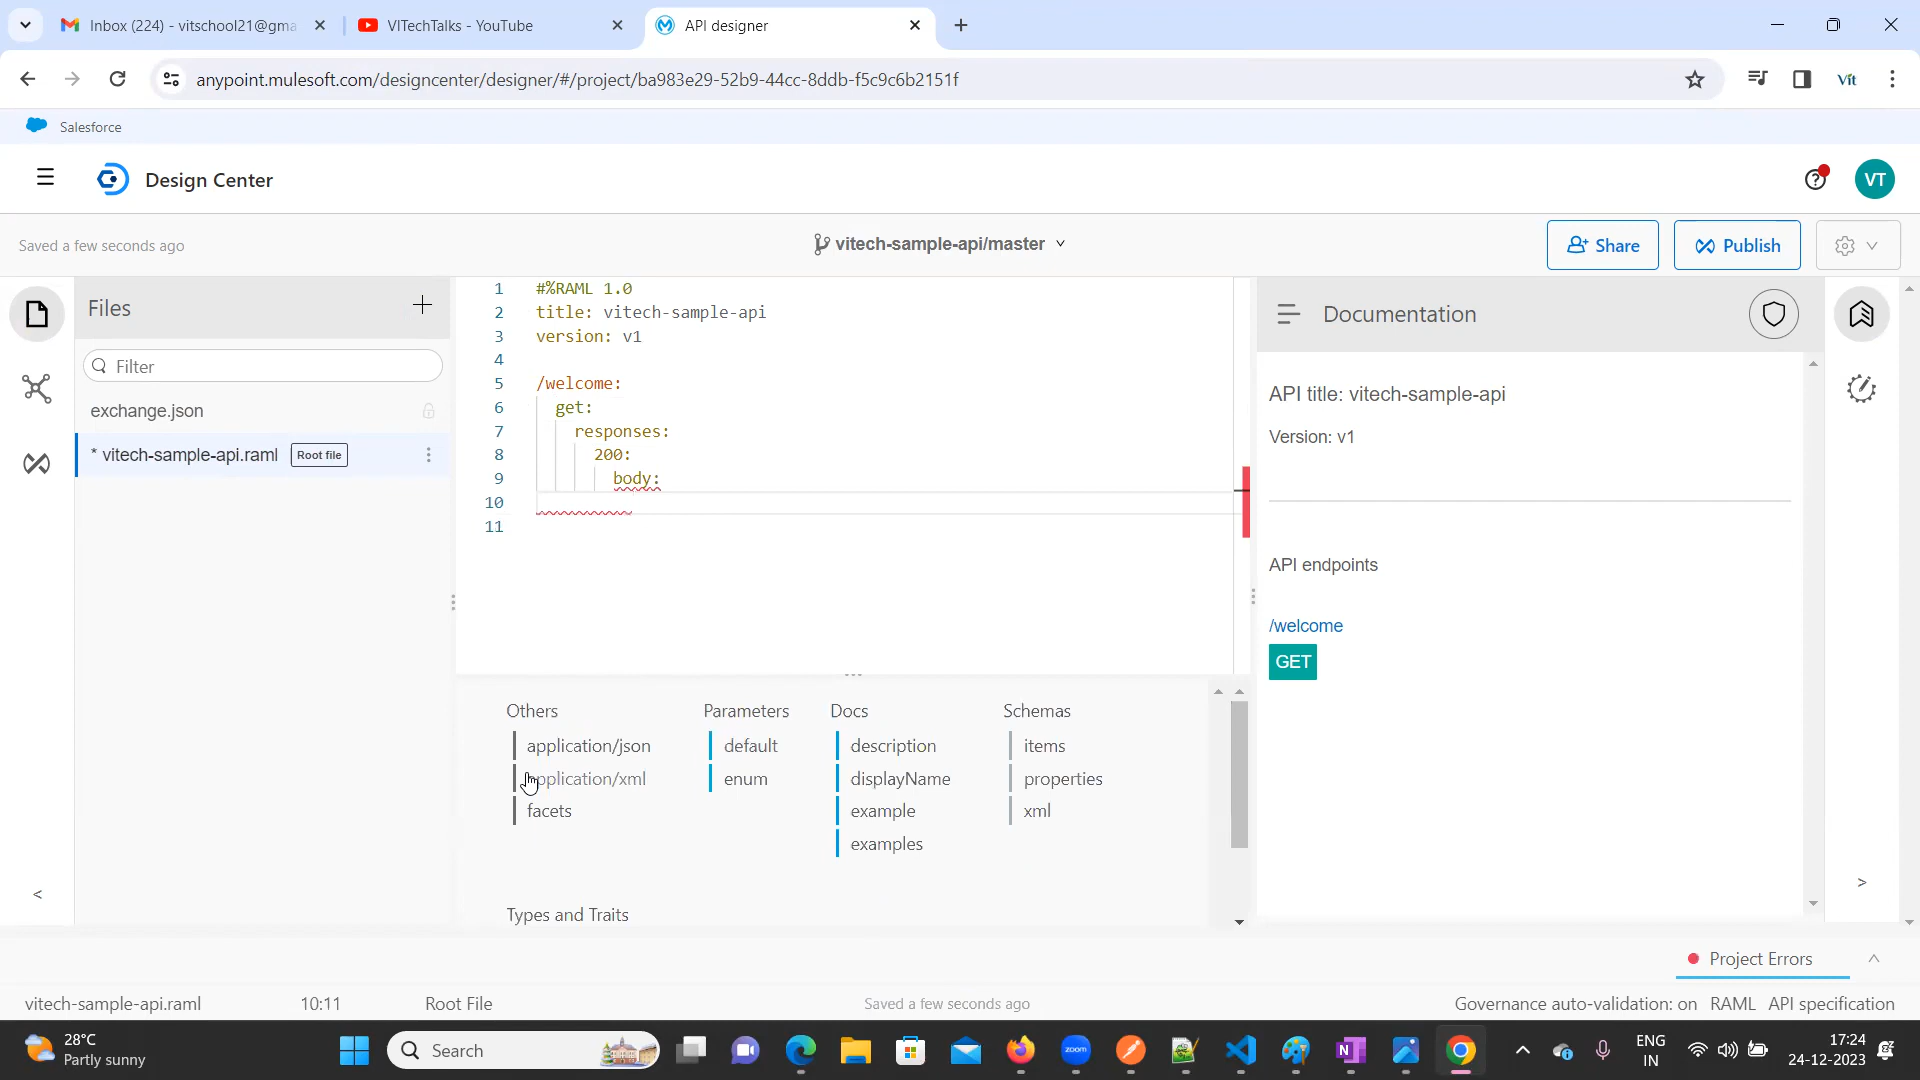 Inbox (224) - vitschool21@gma
VITechTalks - YouTube
API designer
anypoint.mulesoft.com/designcenter/designer/#/project/ba983e29-52b9-44cc-8ddb-f5c9c6b2151f
Vit
Salesforce
Design Center
VT
Saved a few seconds ago
vitech-sample-api/master
Share
Publish
Files
Filter
exchange.json
* vitech-sample-api.raml
Root file
1 #%RAML 1.0
2 title: vitech-sample-api
3 version: v1
4
5 /welcome:
6 get:
7 responses:
8 200:
9 body:
10
11
Documentation
API title: vitech-sample-api
Version: v1
API endpoints
/welcome
GET
Others
application/json
application/xml
facets
Parameters
default
enum
Docs
description
displayName
example
examples
Schemas
items
properties
xml
Types and Traits
Project Errors
vitech-sample-api.raml
10:11
Root File
Saved a few seconds ago
Governance auto-validation: on
RAML
API specification
28°C
Partly sunny
Search
zoom
ENG
IN
17:24
24-12-2023